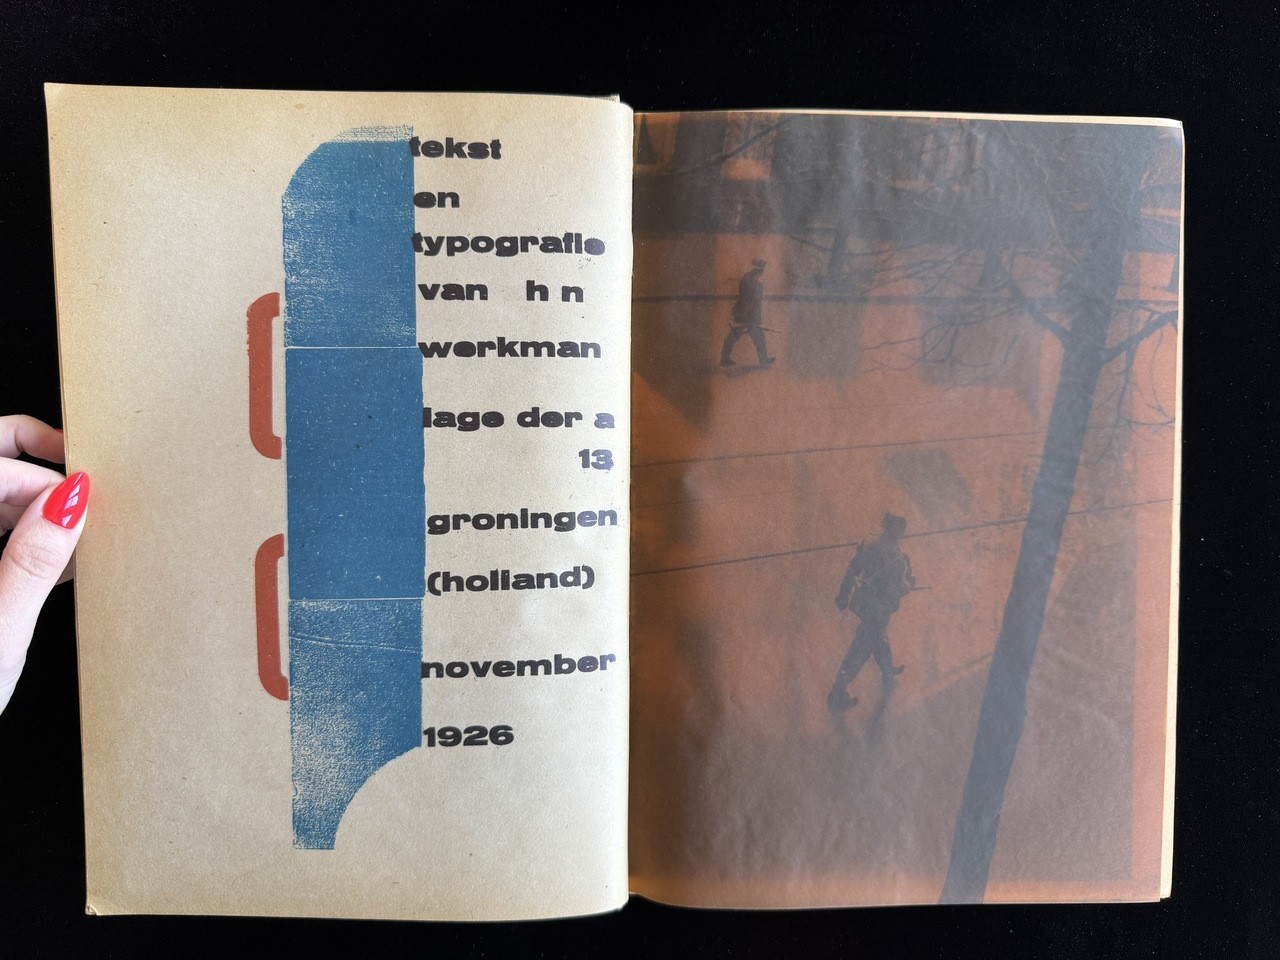 tekst
en
typografie
van h n
werkman
lage der a
13
groningen
(holland)
november
1926